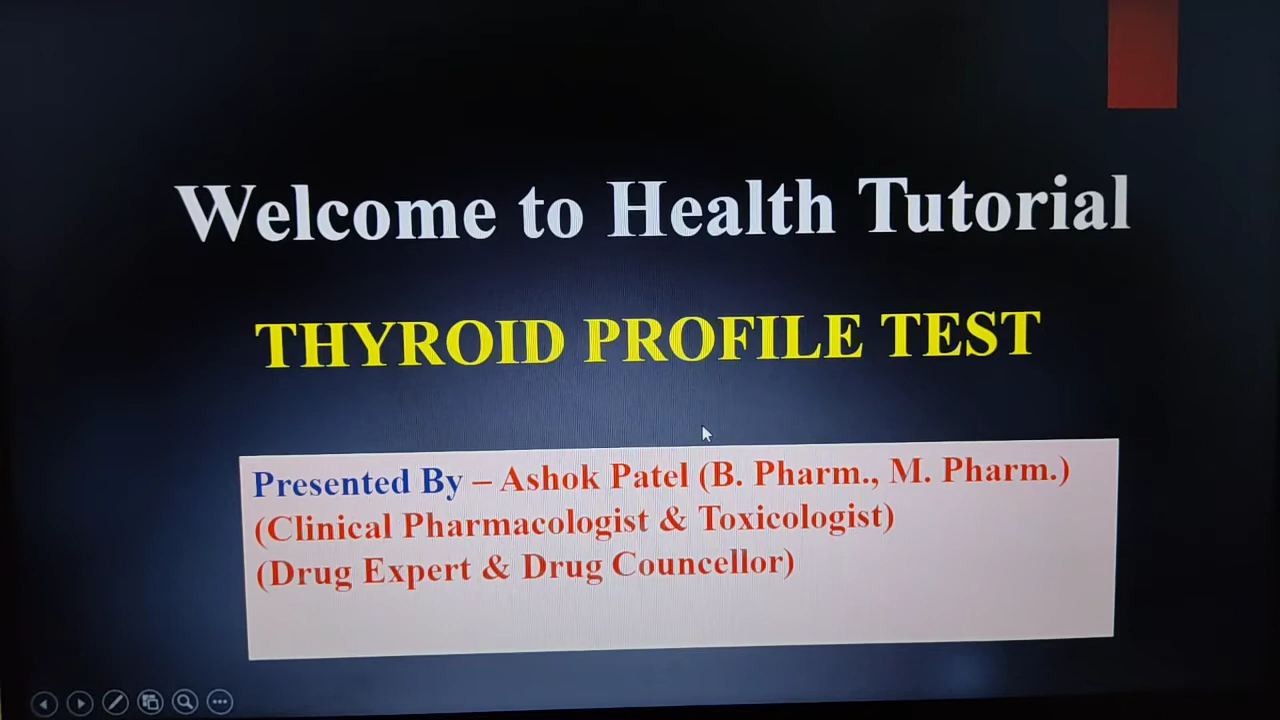 Welcome to Health Tutorial
THYROID PROFILE TEST
Presented By – Ashok Patel (B. Pharm., M. Pharm.)
(Clinical Pharmacologist & Toxicologist)
(Drug Expert & Drug Councellor)